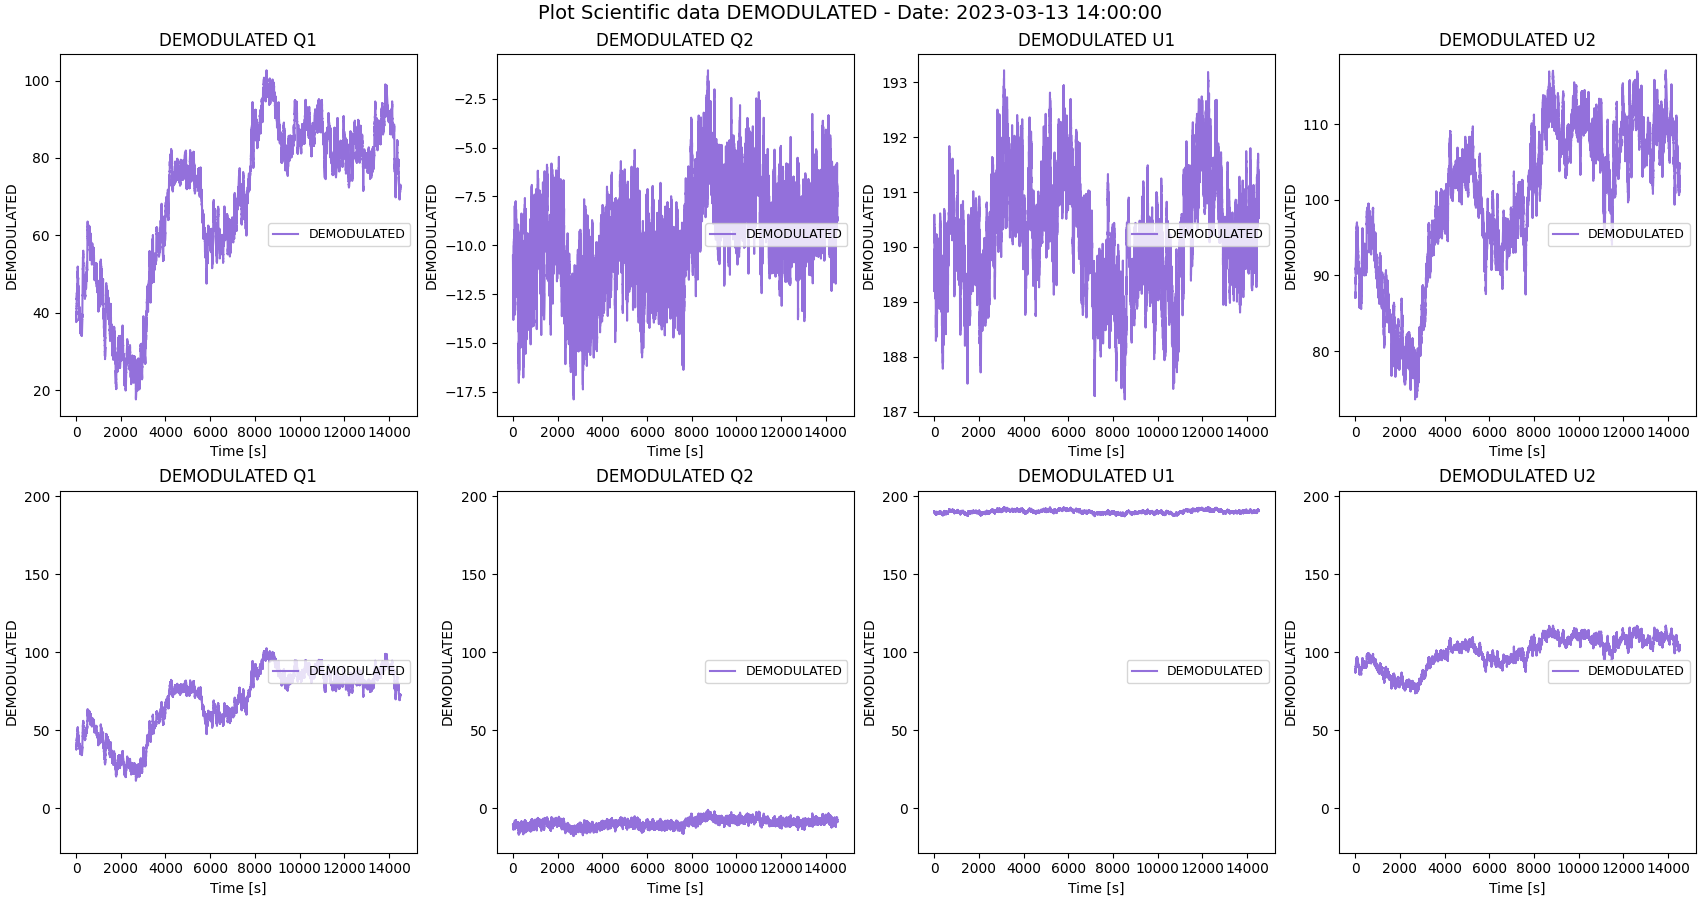 Plot Scientific data DEMODULATED - Date: 2023-03-13 14:00:00
DEMODULATED Q1
DEMODULATED
100
80
60
40
20
DEMODULATED
0 2000 4000 6000 8000 10000 12000 14000
Time [s]
DEMODULATED Q2
DEMODULATED
−2.5
−5.0
−7.5
−10.0
−12.5
−15.0
−17.5
DEMODULATED
0 2000 4000 6000 8000 10000 12000 14000
Time [s]
DEMODULATED U1
DEMODULATED
193
192
191
190
189
188
187
DEMODULATED
0 2000 4000 6000 8000 10000 12000 14000
Time [s]
DEMODULATED U2
DEMODULATED
110
100
90
80
DEMODULATED
0 2000 4000 6000 8000 10000 12000 14000
Time [s]
DEMODULATED Q1
DEMODULATED
200
150
100
50
0
DEMODULATED
0 2000 4000 6000 8000 10000 12000 14000
Time [s]
DEMODULATED Q2
DEMODULATED
200
150
100
50
0
DEMODULATED
0 2000 4000 6000 8000 10000 12000 14000
Time [s]
DEMODULATED U1
DEMODULATED
200
150
100
50
0
DEMODULATED
0 2000 4000 6000 8000 10000 12000 14000
Time [s]
DEMODULATED U2
DEMODULATED
200
150
100
50
0
DEMODULATED
0 2000 4000 6000 8000 10000 12000 14000
Time [s]